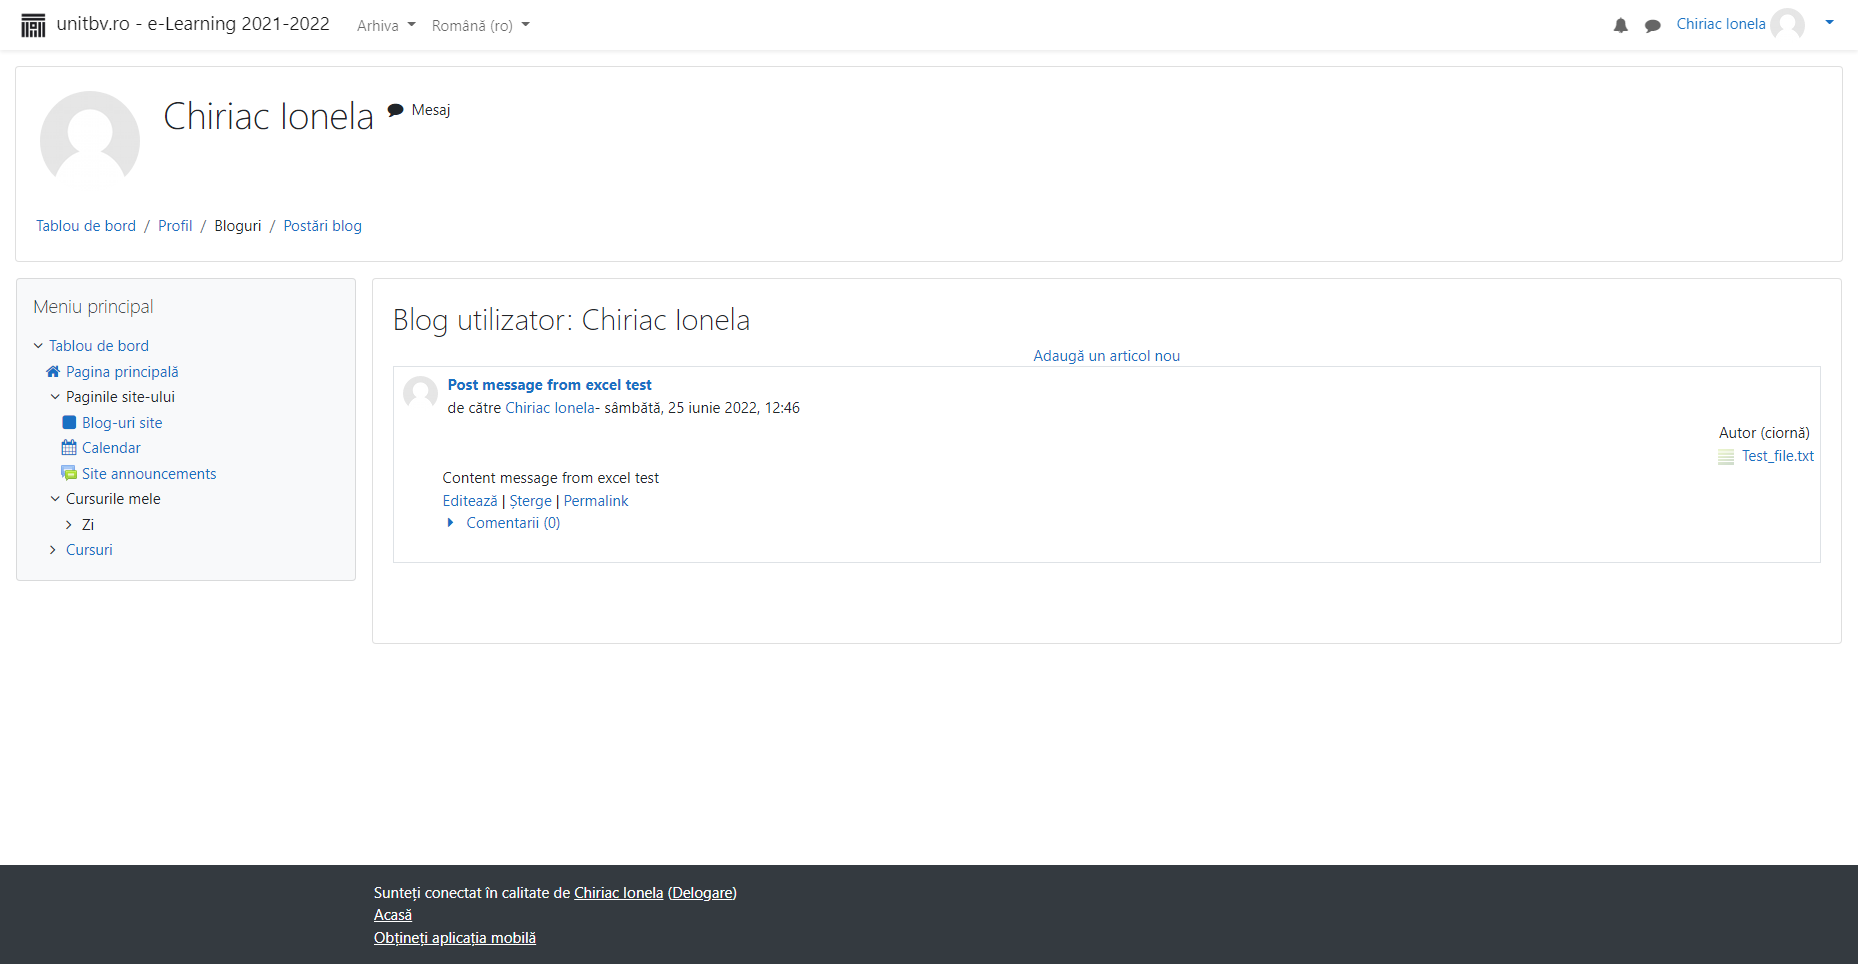 unitbv.ro - e-Learning 2021-2022 Arhiva Română (ro) Chiriac Ionela
Chiriac Ionela Mesaj
Tablou de bord / Profil / Bloguri / Postări blog
Meniu principal
Tablou de bord
Pagina principală
Paginile site-ului
Blog-uri site
Calendar
Site announcements
Cursurile mele
Zi
Cursuri
Blog utilizator: Chiriac Ionela
Adaugă un articol nou
Post message from excel test
de către Chiriac Ionela- sâmbătă, 25 iunie 2022, 12:46
Autor (ciornă)
Test_file.txt
Content message from excel test
Editează | Șterge | Permalink
Comentarii (0)
Sunteți conectat în calitate de Chiriac Ionela (Delogare)
Acasă
Obțineți aplicația mobilă